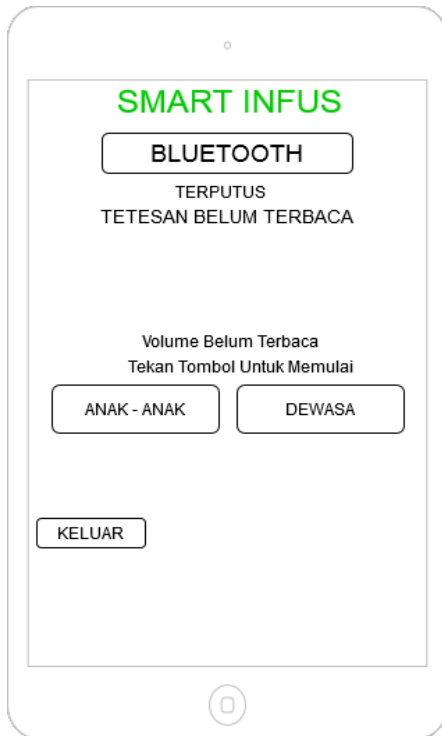 SMART INFUS
BLUETOOTH
TERPUTUS
TETESAN BELUM TERBACA
Volume Belum Terbaca
Tekan Tombol Untuk Memulai
ANAK - ANAK
DEWASA
KELUAR